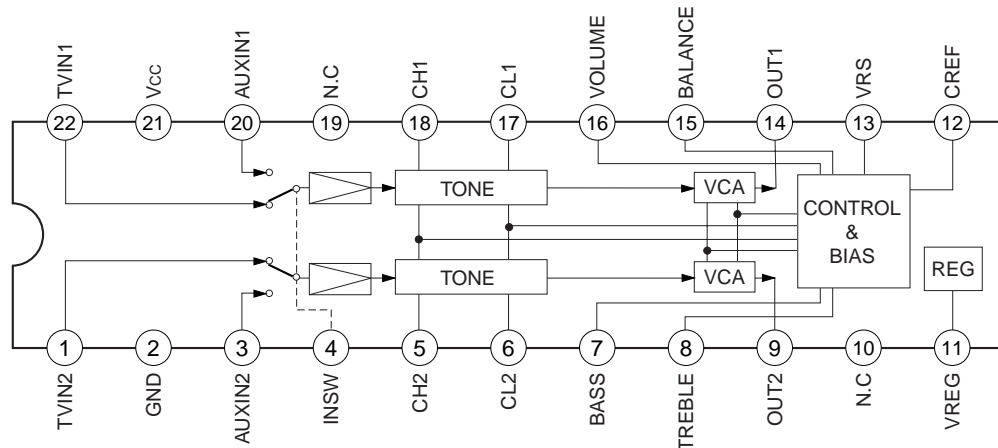 TVIN1
VCC
AUXIN1
N.C
CH1
CL1
VOLUME
BALANCE
OUT1
VRS
CREF
22
21
20
19
18
17
16
15
14
13
12
TONE
VCA
CONTROL
&
BIAS
TONE
VCA
REG
1
2
3
4
5
6
7
8
9
10
11
TVIN2
GND
AUXIN2
INSW
CH2
CL2
BASS
TREBLE
OUT2
N.C
VREG